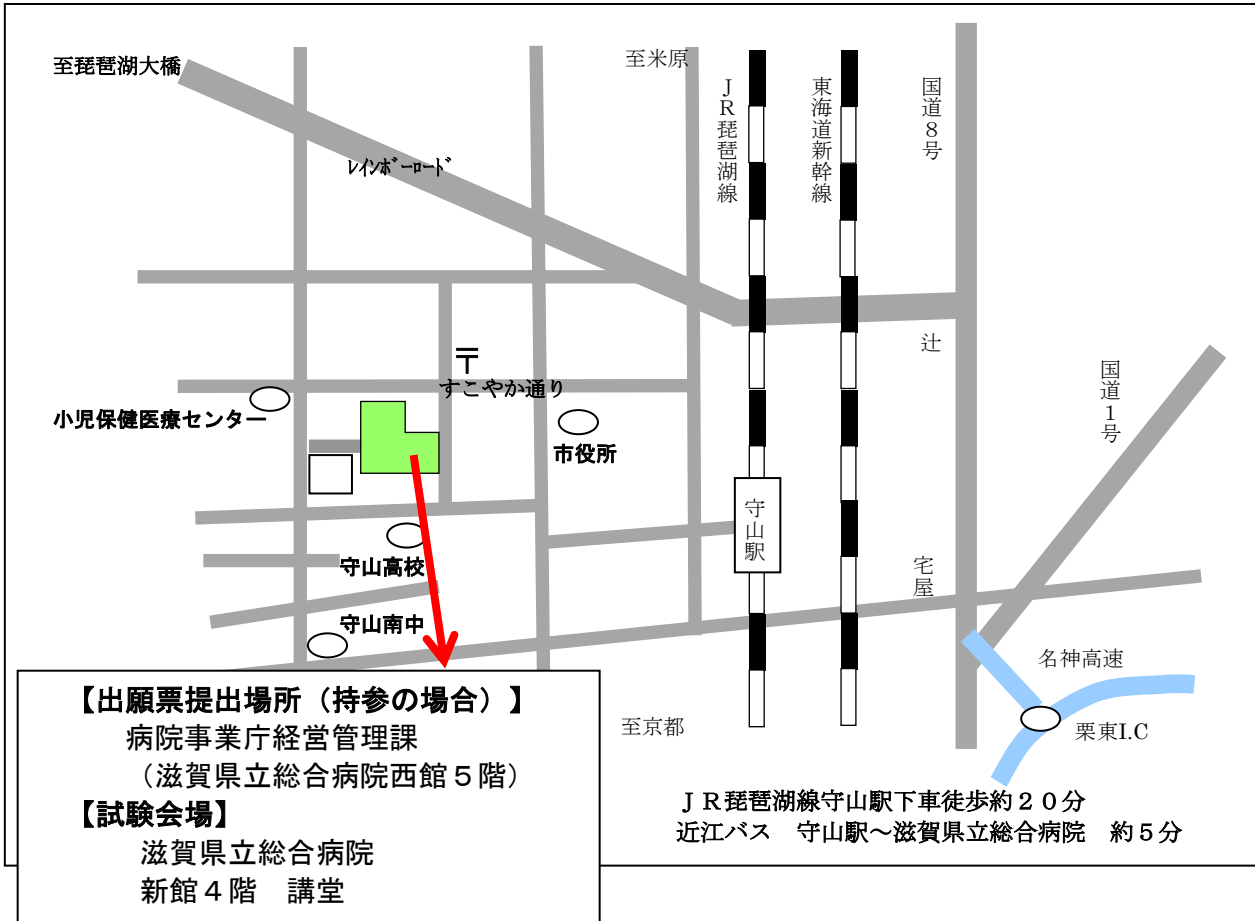 至琵琶湖大橋
至米原
ＪＲ琵琶湖線
東海道新幹線
国道８号
ﾚｲﾝﾎﾞｰﾛｰﾄﾞ
辻
〒
すこやか通り
国道１号
小児保健医療センター
市役所
守山駅
守山高校
宅屋
守山南中
名神高速
栗東I.C
至京都
【出願票提出場所（持参の場合）】
病院事業庁経営管理課
（滋賀県立総合病院西館５階）
【試験会場】
滋賀県立総合病院
新館４階　講堂
ＪＲ琵琶湖線守山駅下車徒歩約２０分
近江バス　守山駅～滋賀県立総合病院　約５分